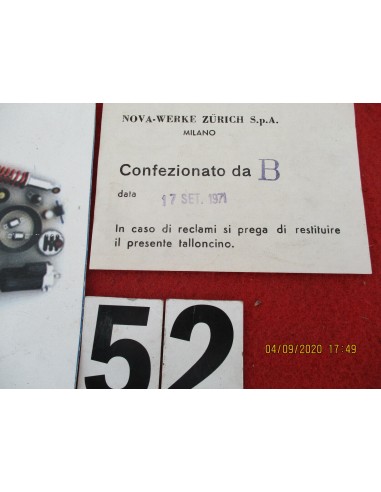 NOVA-WERKE ZÜRICH S.p.A.
MILANO
Confezionato da B
data 17 SET. 1971
In caso di reclami si prega di restituire
il presente talloncino.
52
04/09/2020 17:49